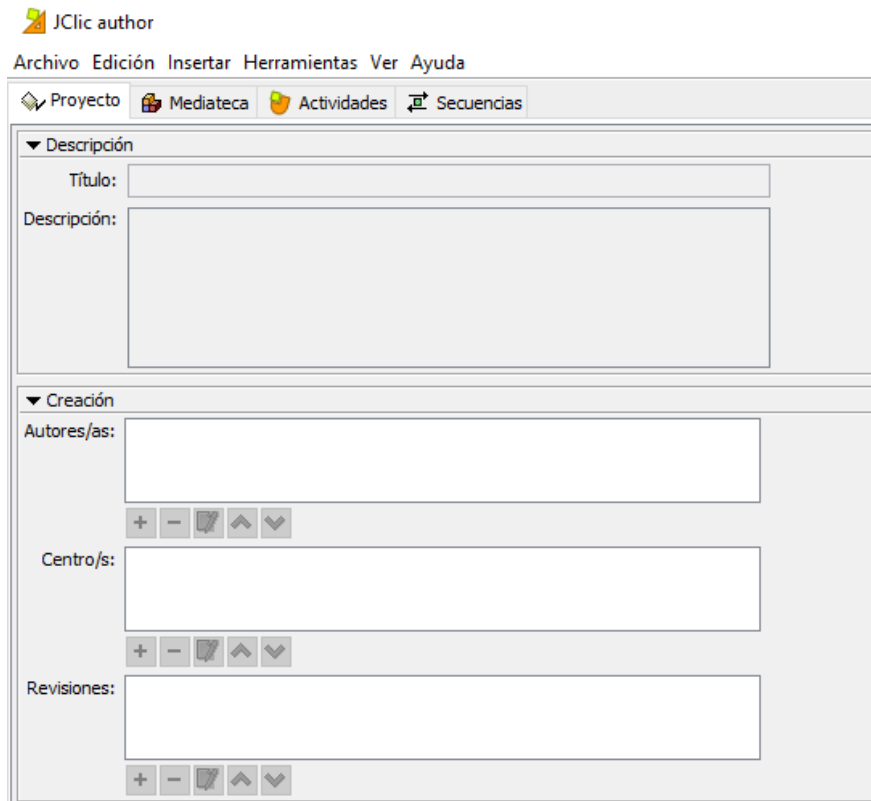 JClic author
Archivo Edición Insertar Herramientas Ver Ayuda
Proyecto Mediateca Actividades Secuencias
Descripción
Título:
Descripción:
Creación
Autores/as:
Centro/s:
Revisiones: